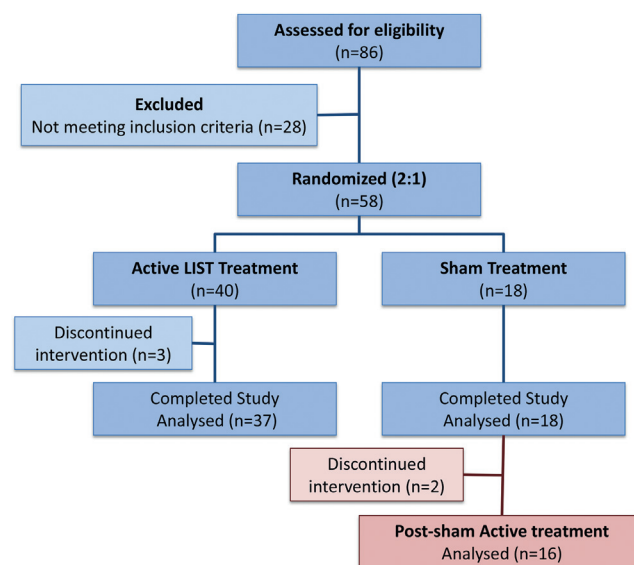 Assessed for eligibility
(n=86)
Excluded
Not meeting inclusion criteria (n=28)
Randomized (2:1)
(n=58)
Active LIST Treatment
(n=40)
Sham Treatment
(n=18)
Discontinued
intervention (n=3)
Completed Study
Analysed (n=37)
Completed Study
Analysed (n=18)
Discontinued
intervention (n=2)
Post-sham Active treatment
Analysed (n=16)